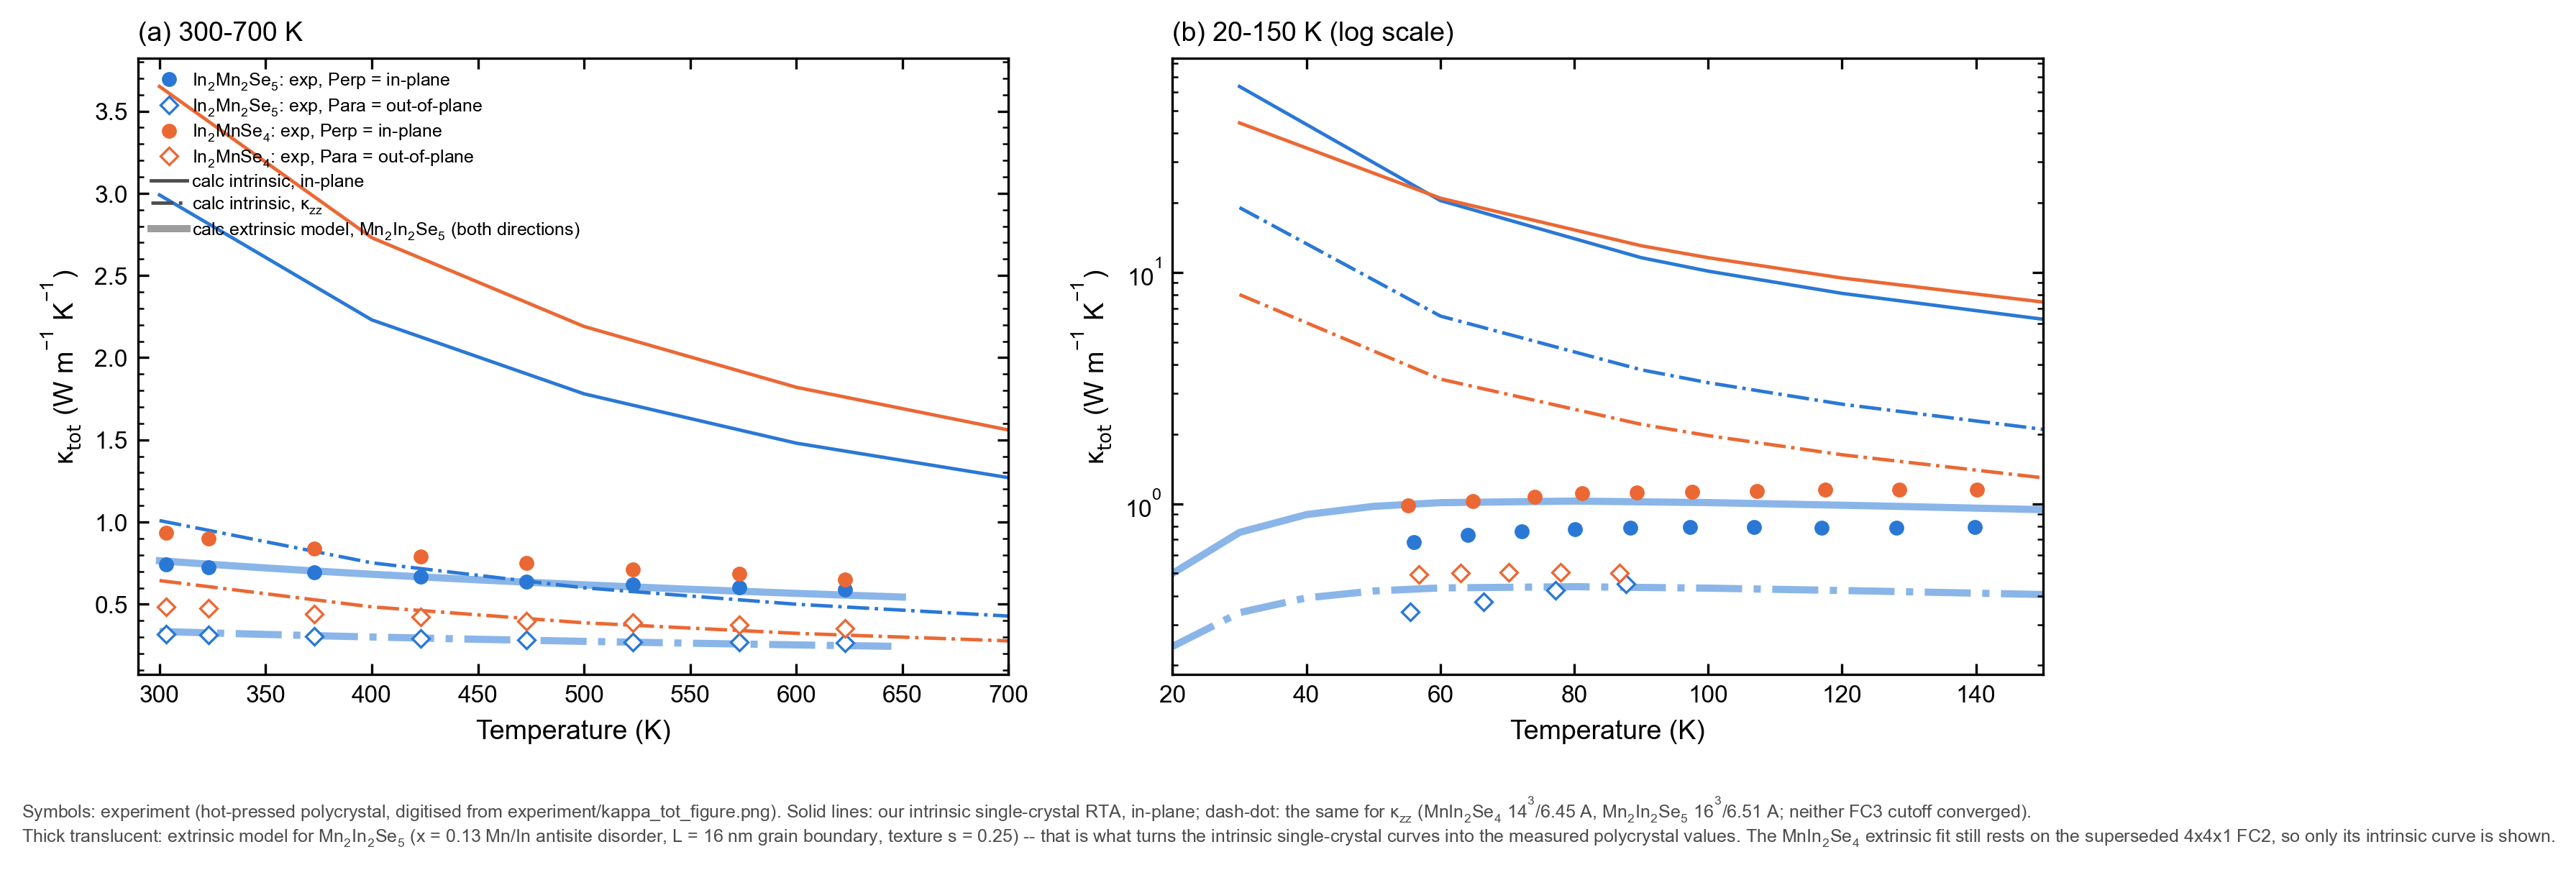 (a) 300-700 K
(b) 20-150 K (log scale)
In2Mn2Se5: exp, Perp = in-plane
In2Mn2Se5: exp, Para = out-of-plane
In2MnSe4: exp, Perp = in-plane
In2MnSe4: exp, Para = out-of-plane
calc intrinsic, in-plane
calc intrinsic, κzz
calc extrinsic model, Mn2In2Se5 (both directions)
κtot (W m−1 K−1)
3.5
3.0
2.5
2.0
1.5
1.0
0.5
300 350 400 450 500 550 600 650 700
Temperature (K)
κtot (W m−1 K−1)
10^1
10^0
20 40 60 80 100 120 140
Temperature (K)
Symbols: experiment (hot-pressed polycrystal, digitised from experiment/kappa_tot_figure.png). Solid lines: our intrinsic single-crystal RTA, in-plane; dash-dot: the same for κzz (MnIn2Se4 14^3/6.45 A, Mn2In2Se5 16^3/6.51 A; neither FC3 cutoff converged).
Thick translucent: extrinsic model for Mn2In2Se5 (x = 0.13 Mn/In antisite disorder, L = 16 nm grain boundary, texture s = 0.25) -- that is what turns the intrinsic single-crystal curves into the measured polycrystal values. The MnIn2Se4 extrinsic fit still rests on the superseded 4x4x1 FC2, so only its intrinsic curve is shown.